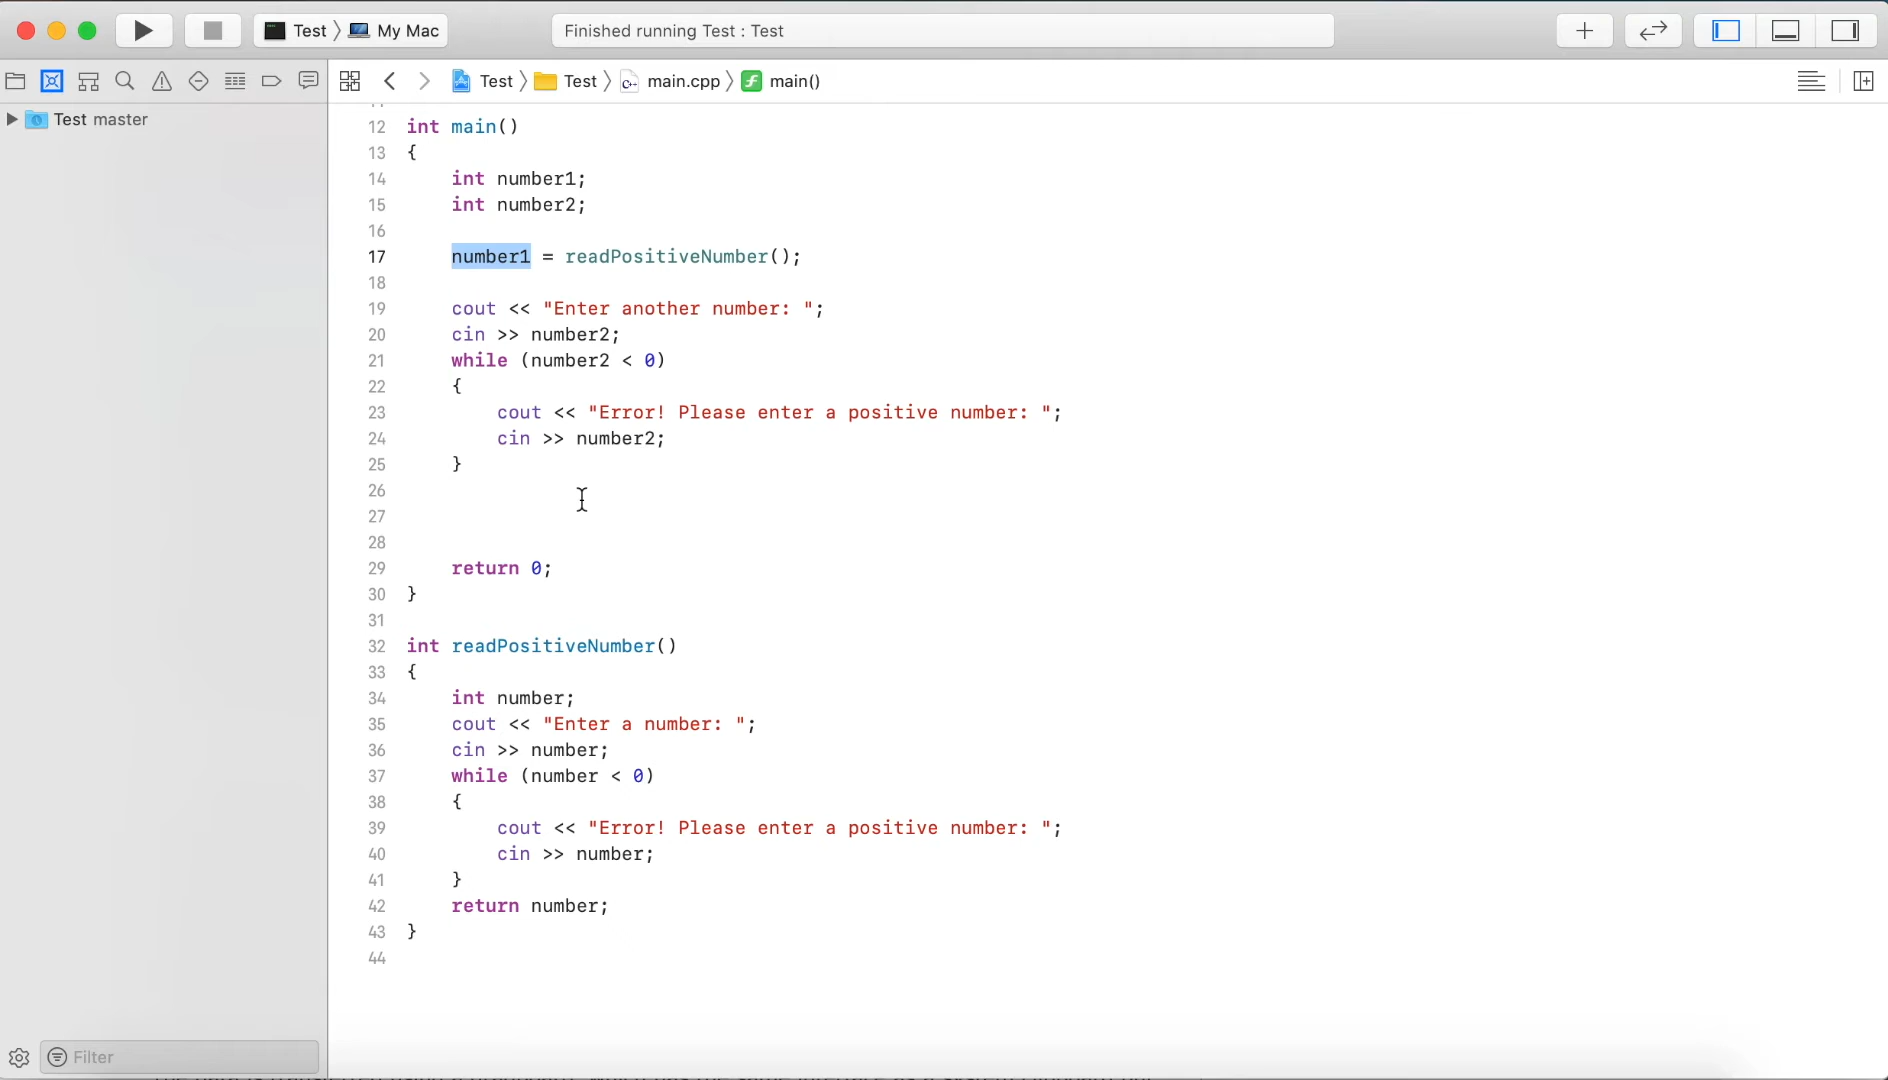 Test 〉 My Mac
Finished running Test : Test
Test 〉 Test 〉 main.cpp 〉 main()
Test master
12 int main()
13 {
14 int number1;
15 int number2;
16
17 number1 = readPositiveNumber();
18
19 cout << "Enter another number: ";
20 cin >> number2;
21 while (number2 < 0)
22 {
23 cout << "Error! Please enter a positive number: ";
24 cin >> number2;
25 }
26
27
28
29 return 0;
30 }
31
32 int readPositiveNumber()
33 {
34 int number;
35 cout << "Enter a number: ";
36 cin >> number;
37 while (number < 0)
38 {
39 cout << "Error! Please enter a positive number: ";
40 cin >> number;
41 }
42 return number;
43 }
44
Filter